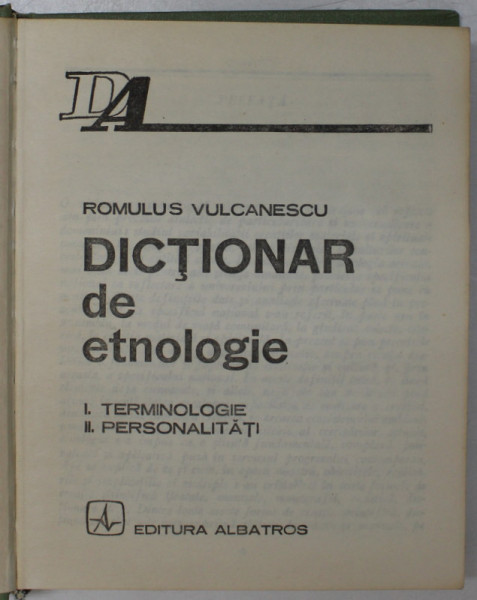 DA
ROMULUS VULCANESCU
DICŢIONAR
de
etnologie
I. TERMINOLOGIE
II. PERSONALITĂŢI
EDITURA ALBATROS